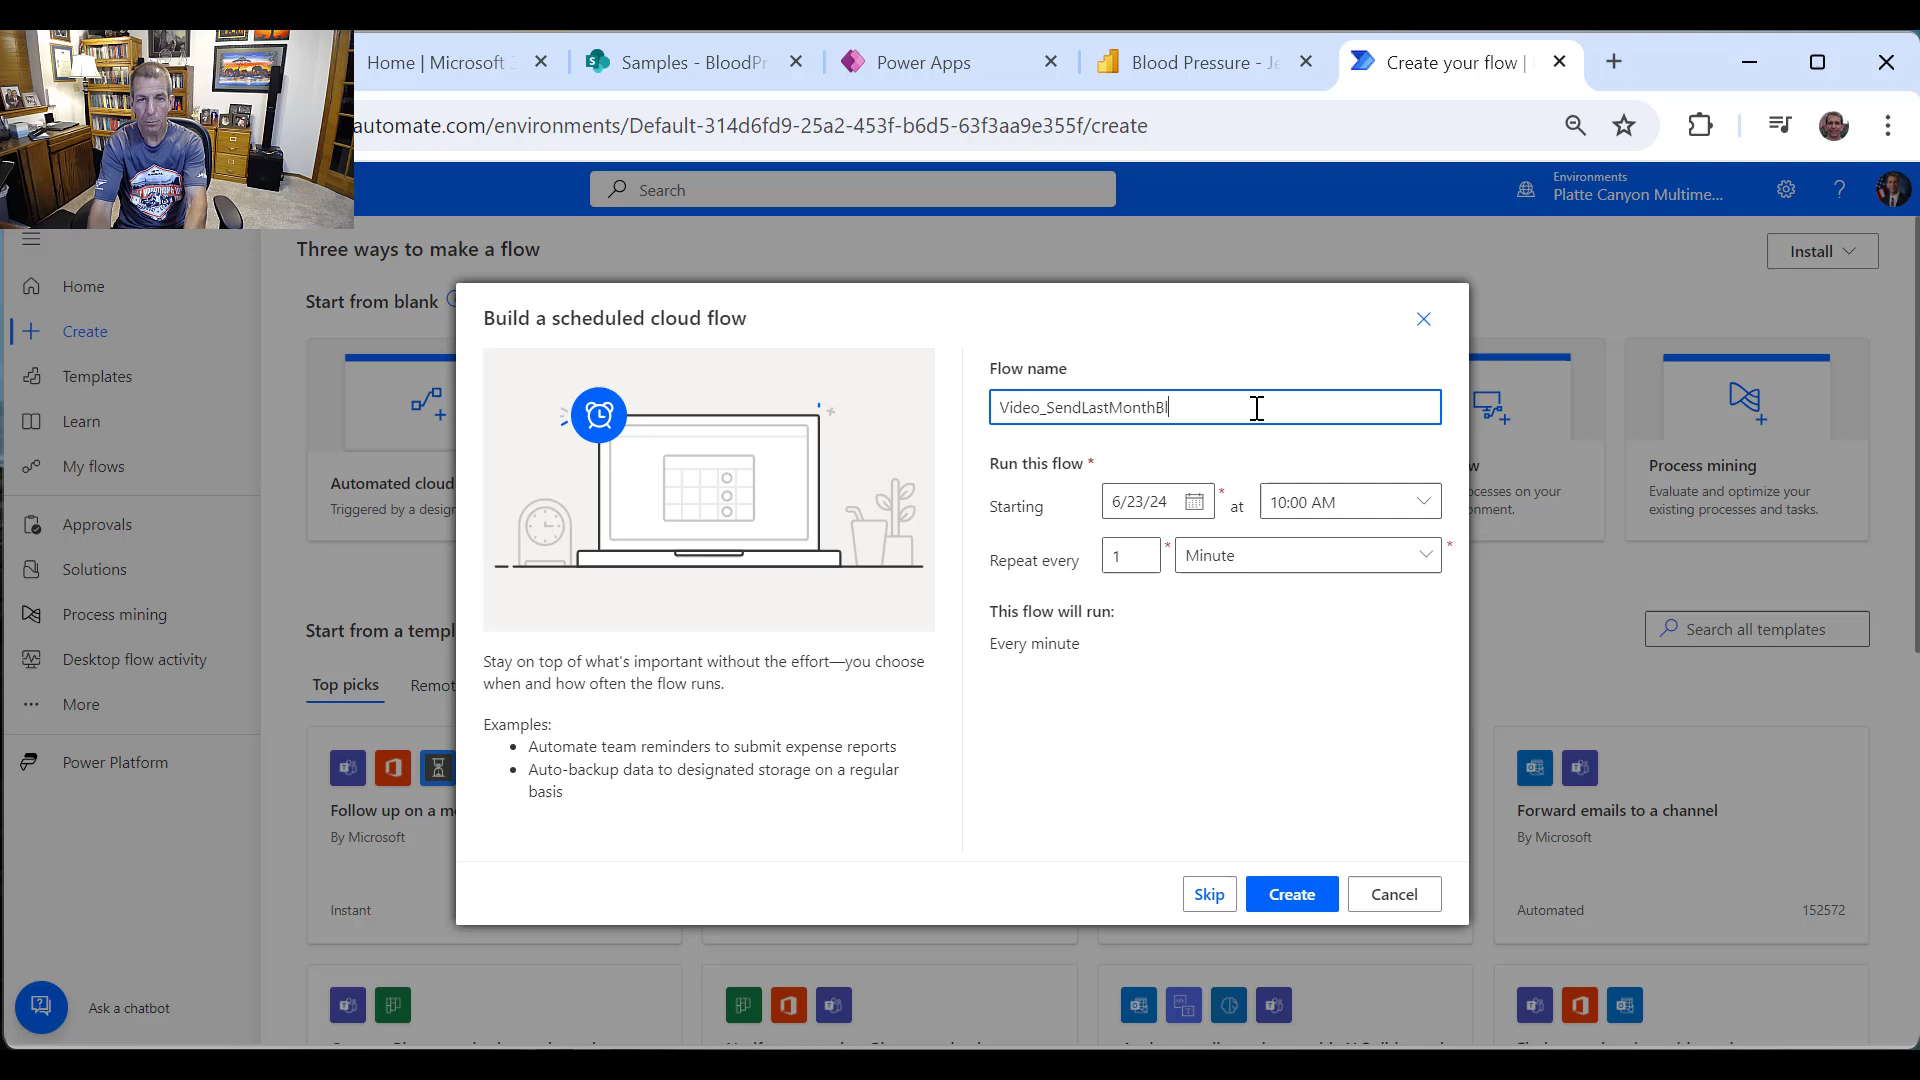 Home | Microsoft
Samples - BloodPr
Power Apps
Blood Pressure - Je
Create your flow |
automate.com/environments/Default-314d6fd9-25a2-453f-b6d5-63f3aa9e355f/create
Search
Environments
Platte Canyon Multime...
Three ways to make a flow
Install
Start from blank
Home
Create
Templates
Learn
My flows
Approvals
Solutions
Process mining
Desktop flow activity
More
Power Platform
Ask a chatbot
Automated cloud
Triggered by a desig
Build a scheduled cloud flow
Flow name
Video_SendLastMonthBl
Run this flow *
Starting
6/23/24
*
at
10:00 AM
Repeat every
1
*
Minute
*
This flow will run:
Every minute
Stay on top of what's important without the effort—you choose
when and how often the flow runs.
Examples:
• Automate team reminders to submit expense reports
• Auto-backup data to designated storage on a regular
basis
Skip
Create
Cancel
w
ocesses on your
onment.
Process mining
Evaluate and optimize your
existing processes and tasks.
Start from a templ
Search all templates
Top picks
Remot
Follow up on a me
By Microsoft
Instant
Forward emails to a channel
By Microsoft
Automated
152572